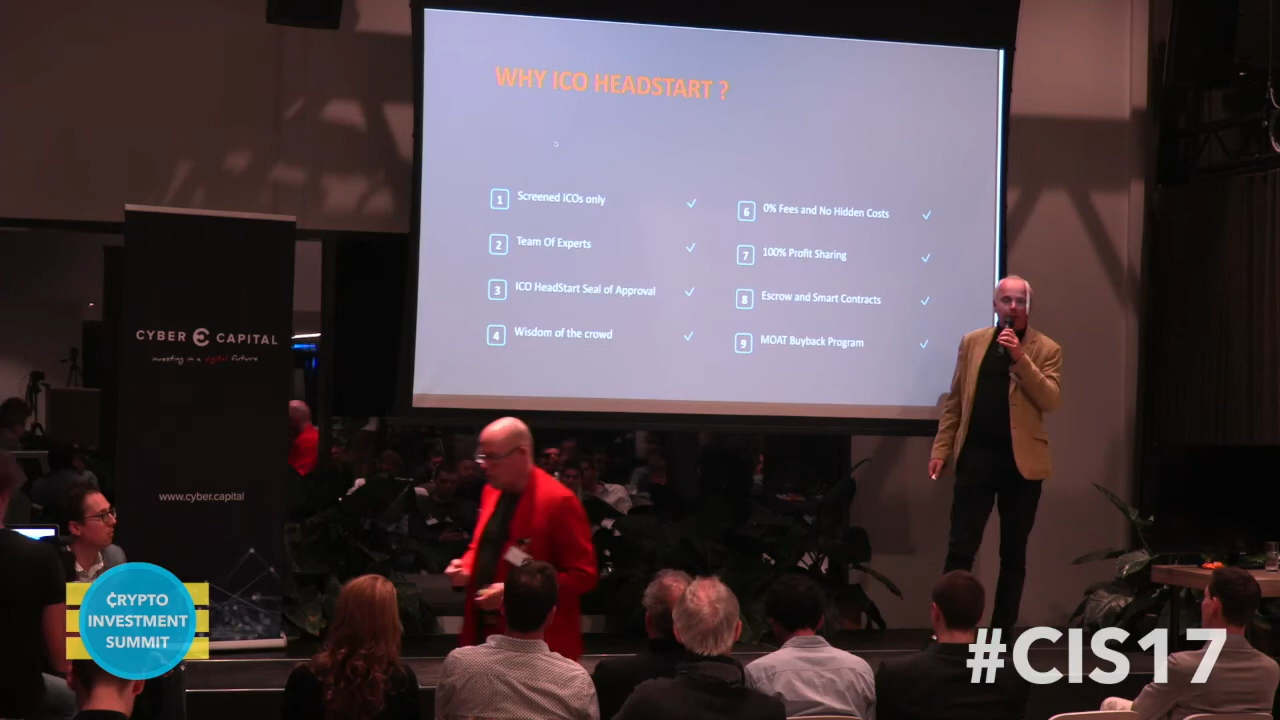 WHY ICO HEADSTART ?
1 Screened ICOs only
2 Team Of Experts
3 ICO HeadStart Seal of Approval
4 Wisdom of the crowd
6 0% Fees and No Hidden Costs
7 100% Profit Sharing
8 Escrow and Smart Contracts
9 MOAT Buyback Program
CYBER CAPITAL
investing in a digital future
www.cyber.capital
CRYPTO
INVESTMENT
SUMMIT
#CIS17